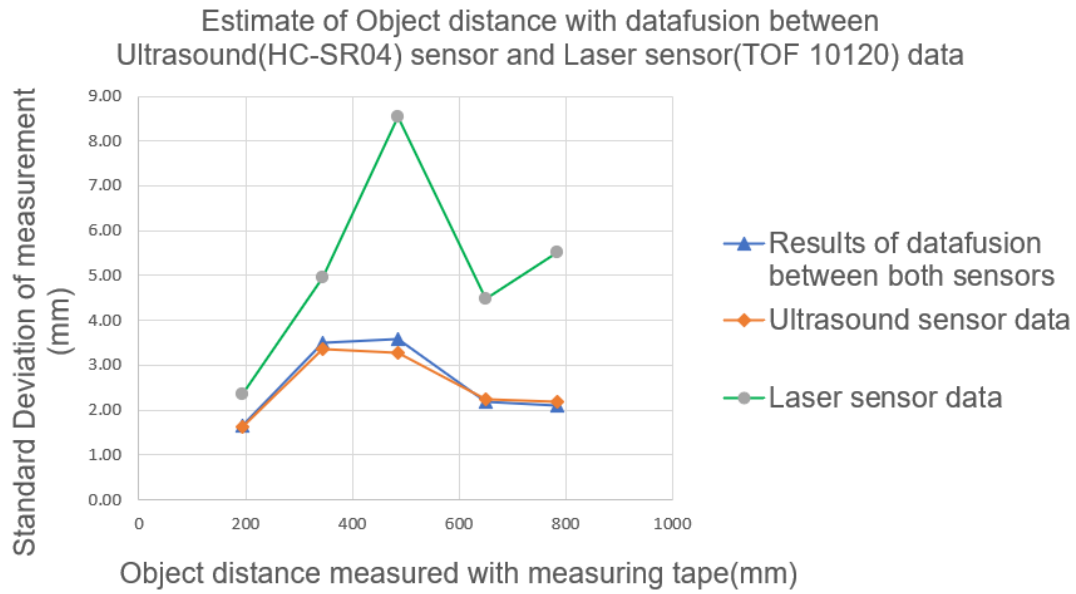 Estimate of Object distance with datafusion between
Ultrasound(HC-SR04) sensor and Laser sensor(TOF 10120) data
Standard Deviation of measurement
(mm)
9.00
8.00
7.00
6.00
5.00
4.00
3.00
2.00
1.00
0.00
0
200
400
600
800
1000
Object distance measured with measuring tape(mm)
Results of datafusion
between both sensors
Ultrasound sensor data
Laser sensor data